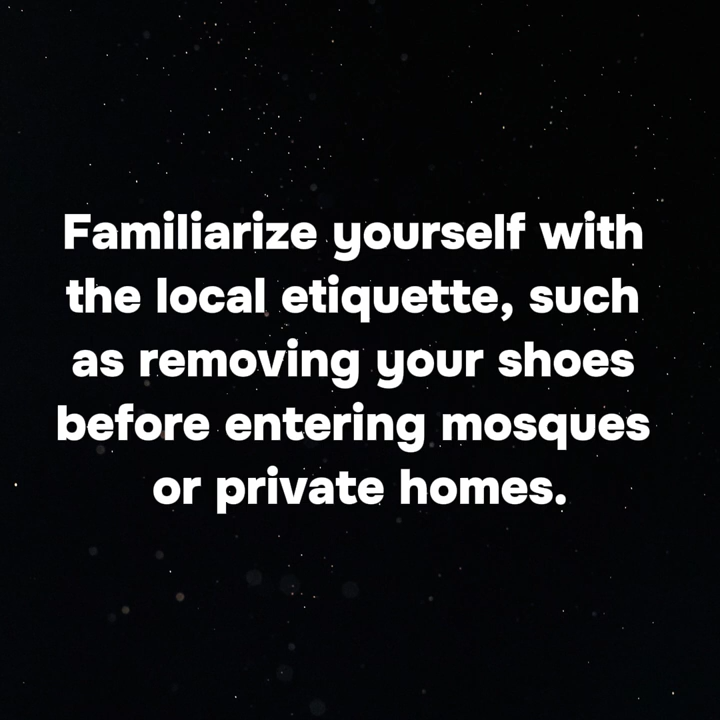 Familiarize yourself with
the local etiquette, such
as removing your shoes
before entering mosques
or private homes.